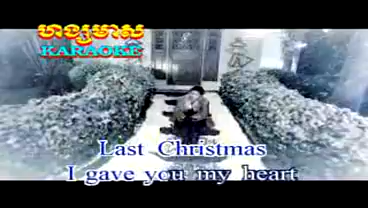 ហង្សមាស
KARAOKE
Last Christmas
I gave you my heart